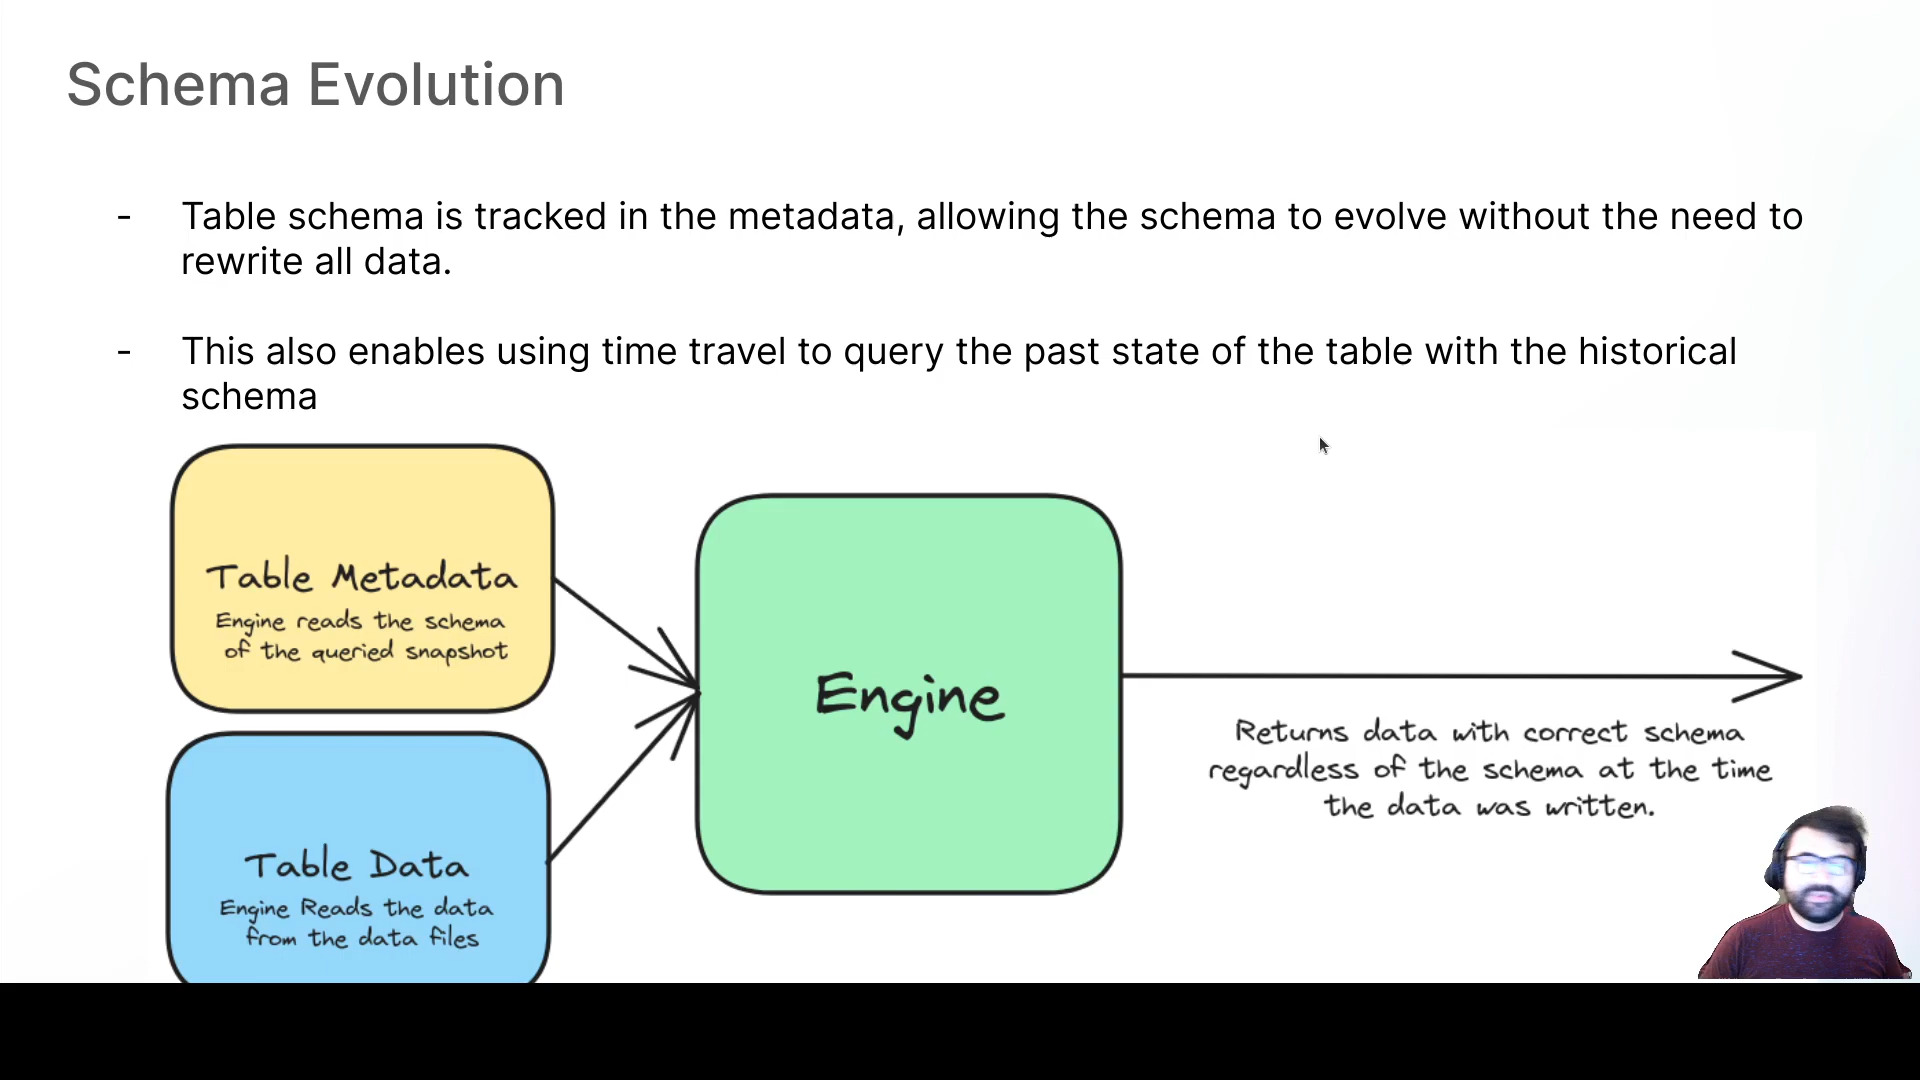 Schema Evolution
- Table schema is tracked in the metadata, allowing the schema to evolve without the need to
rewrite all data.
- This also enables using time travel to query the past state of the table with the historical
schema
Table Metadata
Engine reads the schema
of the queried snapshot
Table Data
Engine Reads the data
from the data files
Engine
Returns data with correct schema
regardless of the schema at the time
the data was written.